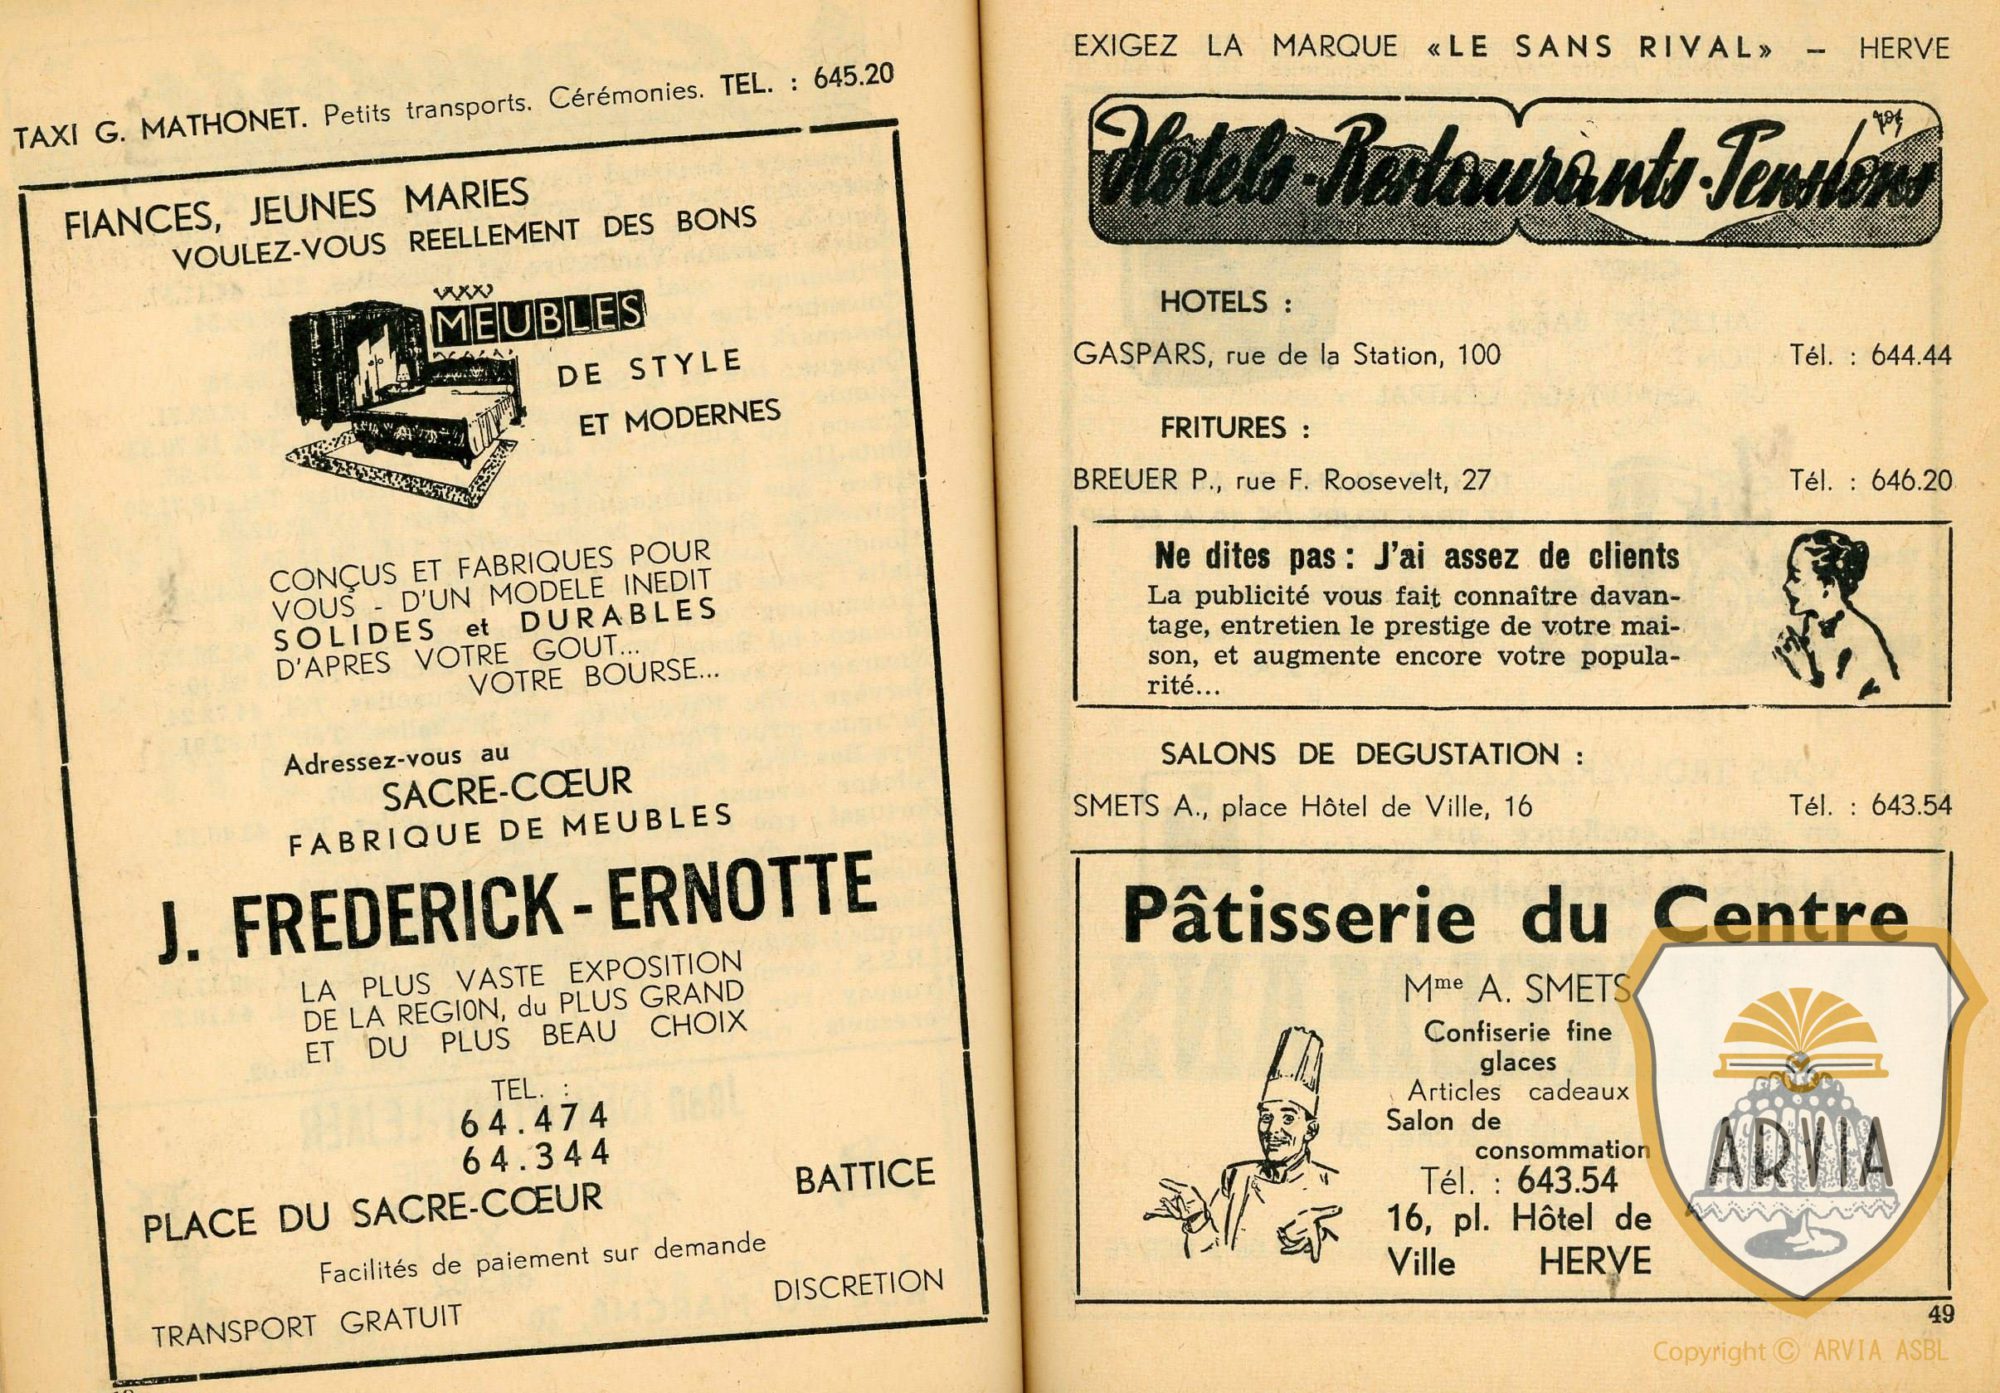 TAXI G. MATHONET. Petits transports. Cérémonies. TEL. : 645.20
FIANCES, JEUNES MARIES
VOULEZ-VOUS REELLEMENT DES BONS
MEUBLES
DE STYLE
ET MODERNES
CONÇUS ET FABRIQUES POUR
VOUS - D'UN MODELE INEDIT
SOLIDES et DURABLES
D'APRES VOTRE GOUT...
VOTRE BOURSE...
Adressez-vous au
SACRE-CŒUR
FABRIQUE DE MEUBLES
J. FREDERICK-ERNOTTE
LA PLUS VASTE EXPOSITION
DE LA REGION, du PLUS GRAND
ET DU PLUS BEAU CHOIX
TEL. :
64.474
64.344
BATTICE
PLACE DU SACRE-CŒUR
Facilités de paiement sur demande
DISCRETION
TRANSPORT GRATUIT
EXIGEZ LA MARQUE «LE SANS RIVAL» – HERVE
Hôtels-Restaurants-Pensions
HOTELS :
GASPARS, rue de la Station, 100 Tél. : 644.44
FRITURES :
BREUER P., rue F. Roosevelt, 27 Tél. : 646.20
Ne dites pas : J'ai assez de clients
La publicité vous fait connaître davan-
tage, entretien le prestige de votre mai-
son, et augmente encore votre popula-
rité...
SALONS DE DEGUSTATION :
SMETS A., place Hôtel de Ville, 16 Tél. : 643.54
Pâtisserie du Centre
Mme A. SMETS
Confiserie fine
glaces
Articles cadeaux
Salon de
consommation
Tél. : 643.54
16, pl. Hôtel de
Ville HERVE
ARVIA
49
Copyright © ARVIA ASBL